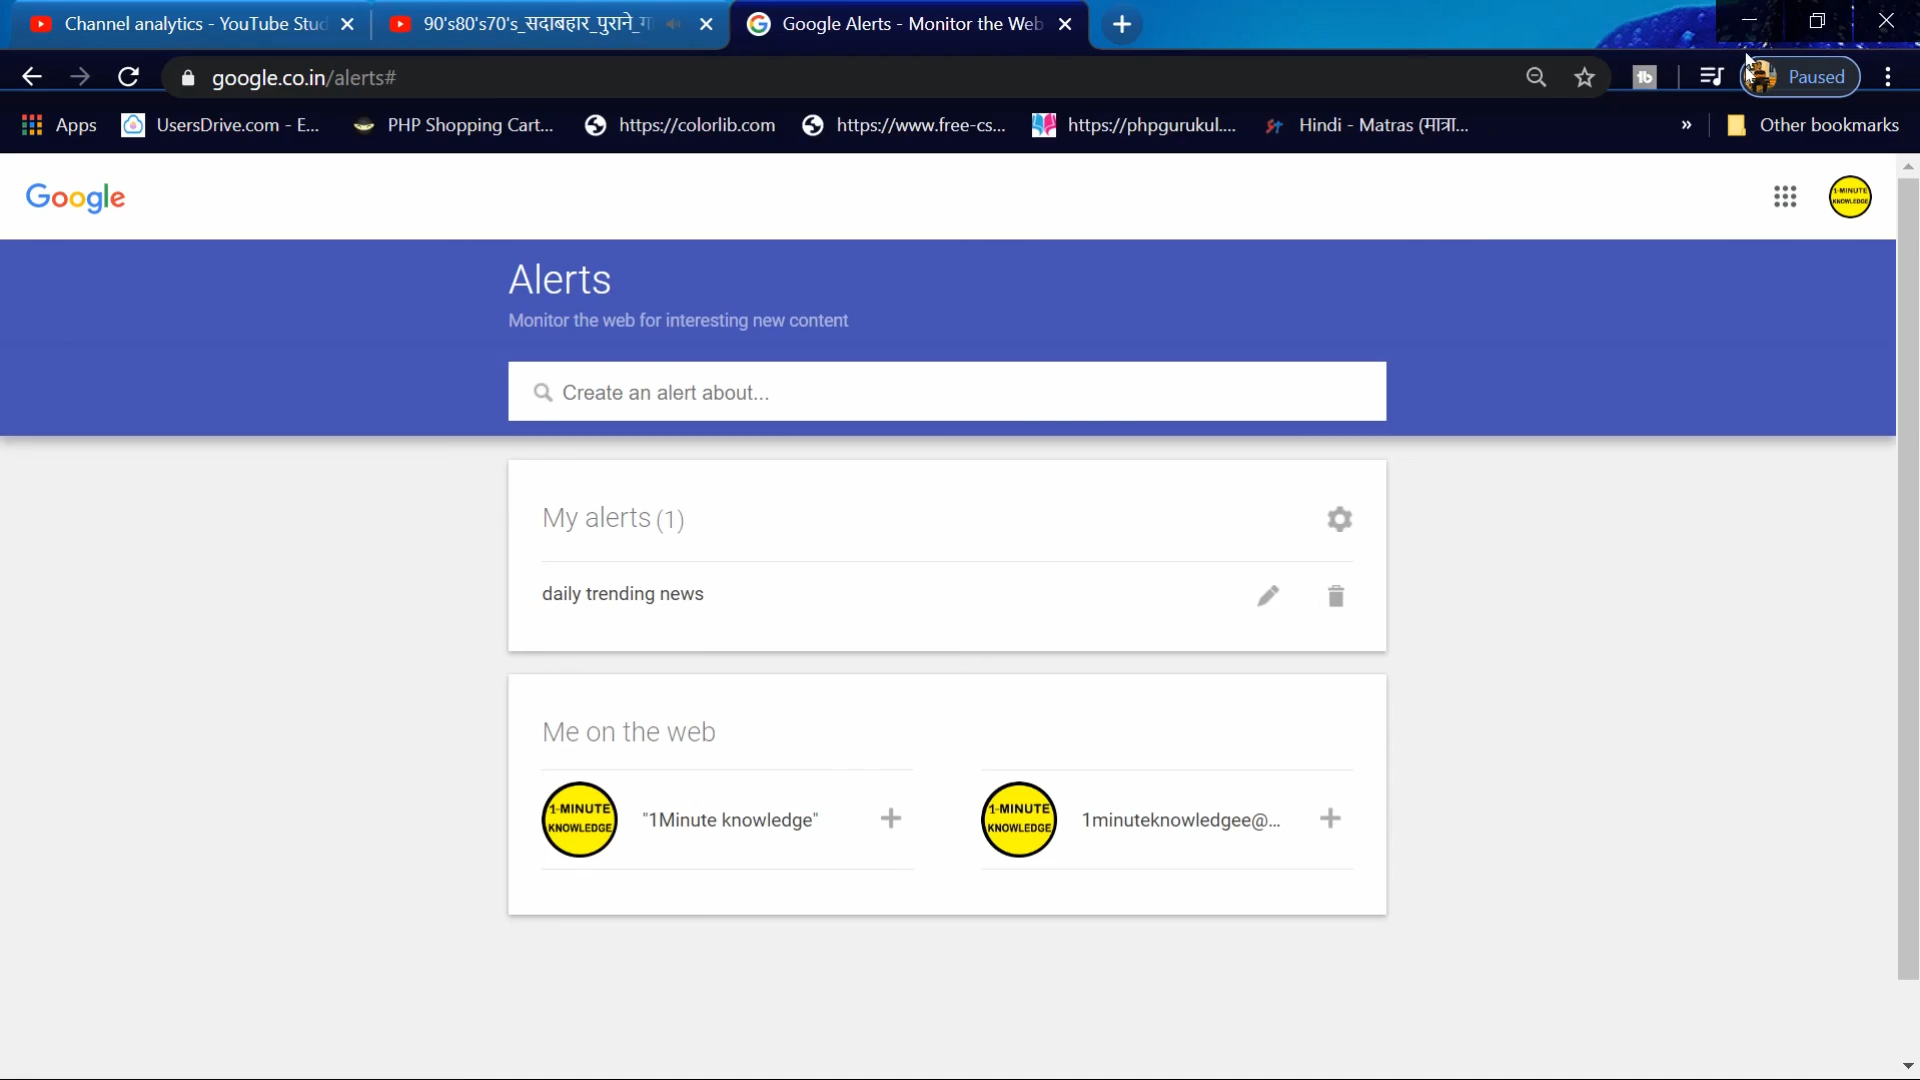 Channel analytics - YouTube Stud
90's80's70's_सदाबहार_पुराने_गा
Google Alerts - Monitor the Web
google.co.in/alerts#
Paused
Apps
UsersDrive.com - E...
PHP Shopping Cart...
https://colorlib.com
https://www.free-cs...
https://phpgurukul....
Hindi - Matras (मात्रा...
»
Other bookmarks
Google
1-MINUTE
KNOWLEDGE
Alerts
Monitor the web for interesting new content
Create an alert about...
My alerts (1)
daily trending news
Me on the web
1-MINUTE
KNOWLEDGE
"1Minute knowledge"
1-MINUTE
KNOWLEDGE
1minuteknowledgee@...